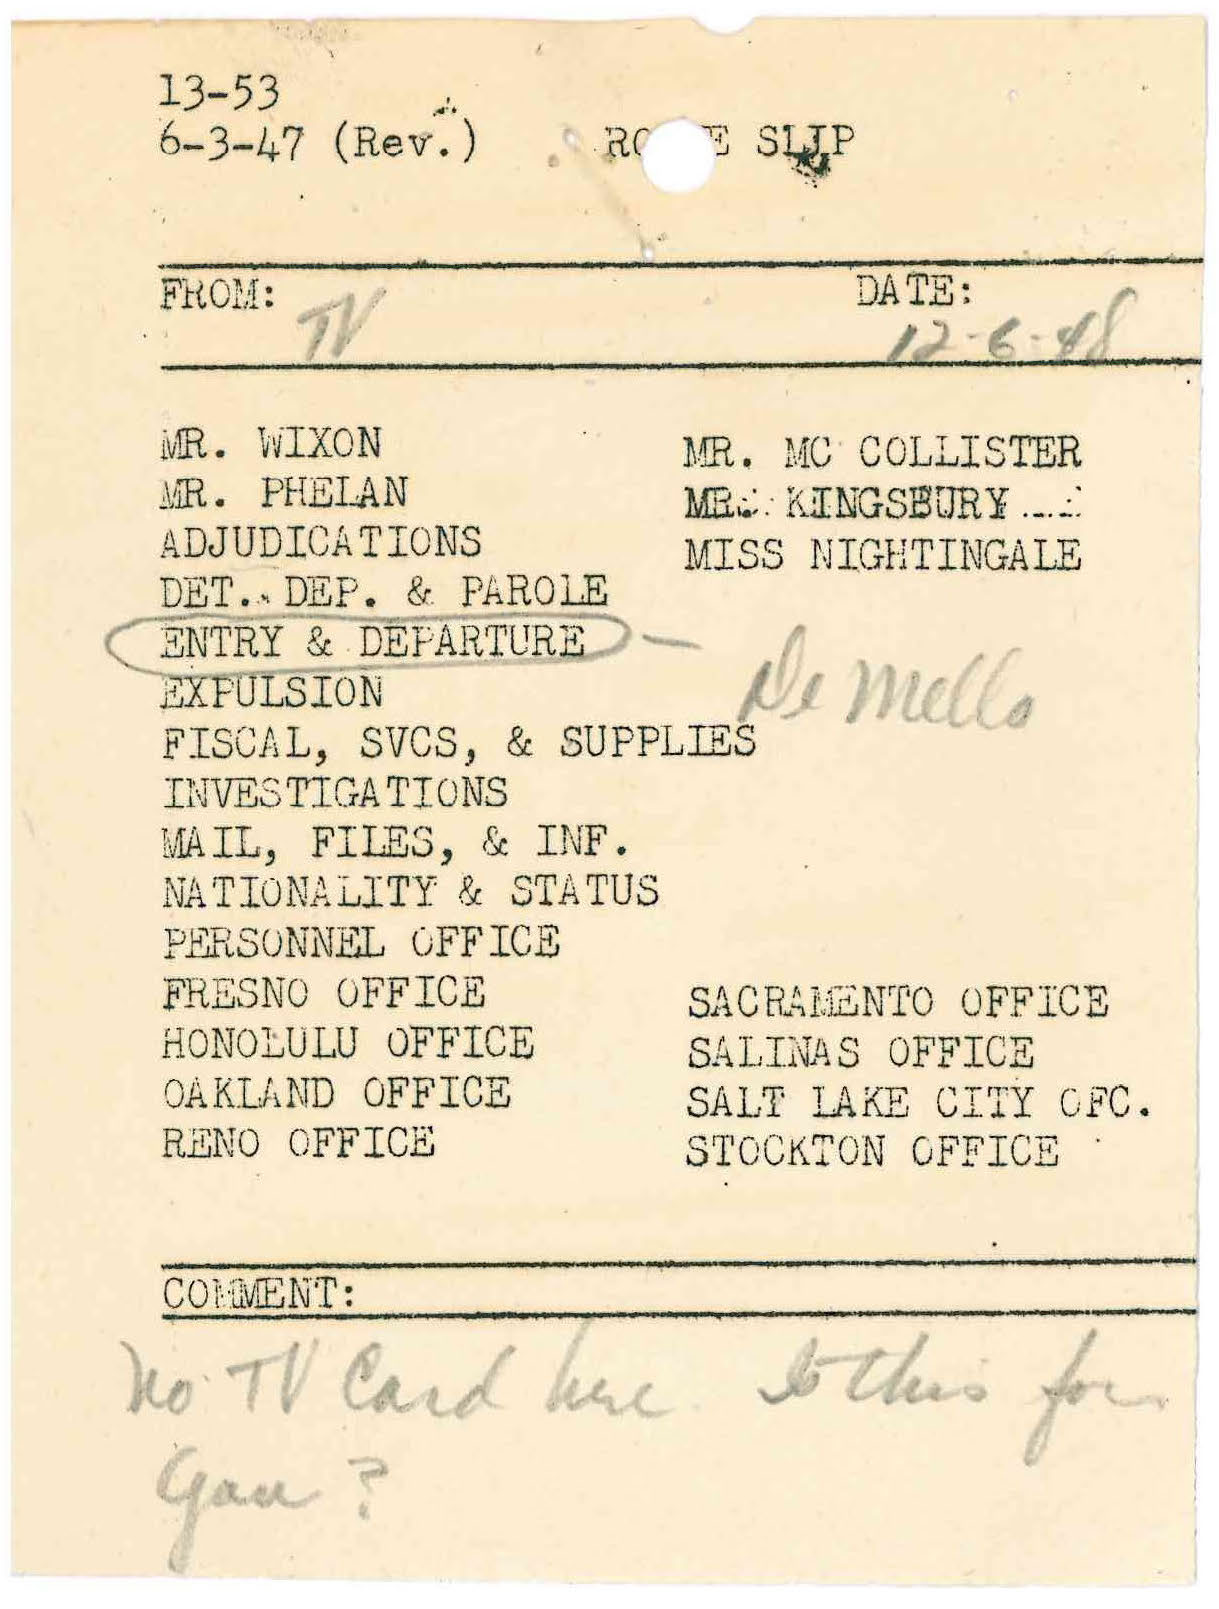 13-53
6-3-47 (Rev.) RO E SLIP
FROM: TV DATE: 12-6-48
MR. WIXON MR. MC COLLISTER
MR. PHELAN MR. KINGSBURY
ADJUDICATIONS MISS NIGHTINGALE
DET. DEP. & PAROLE
ENTRY & DEPARTURE — De Mello
EXPULSION
FISCAL, SVCS, & SUPPLIES
INVESTIGATIONS
MAIL, FILES, & INF.
NATIONALITY & STATUS
PERSONNEL OFFICE
FRESNO OFFICE SACRAMENTO OFFICE
HONOLULU OFFICE SALINAS OFFICE
OAKLAND OFFICE SALT LAKE CITY OFC.
RENO OFFICE STOCKTON OFFICE
COMMENT:
No TV Card here. Is this for
you?